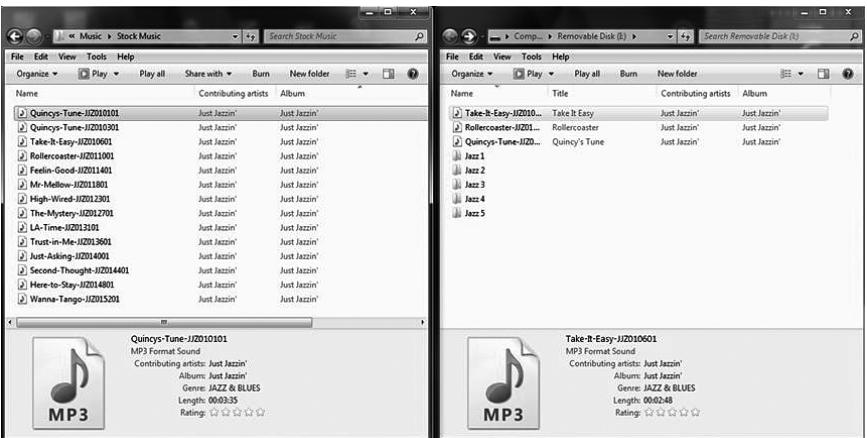 « Music ▸ Stock Music
Search Stock Music
File Edit View Tools Help
Organize Play Play all Share with Burn New folder
Name Contributing artists Album
Quincys-Tune-JJZ010101 Just Jazzin' Just Jazzin'
Quincys-Tune-JJZ010301 Just Jazzin' Just Jazzin'
Take-It-Easy-JJZ010601 Just Jazzin' Just Jazzin'
Rollercoaster-JJZ011001 Just Jazzin' Just Jazzin'
Feelin-Good-JJZ011401 Just Jazzin' Just Jazzin'
Mr-Mellow-JJZ011801 Just Jazzin' Just Jazzin'
High-Wired-JJZ012301 Just Jazzin' Just Jazzin'
The-Mystery-JJZ012701 Just Jazzin' Just Jazzin'
LA-Time-JJZ013101 Just Jazzin' Just Jazzin'
Trust-in-Me-JJZ013601 Just Jazzin' Just Jazzin'
Just-Asking-JJZ014001 Just Jazzin' Just Jazzin'
Second-Thought-JJZ014401 Just Jazzin' Just Jazzin'
Here-to-Stay-JJZ014801 Just Jazzin' Just Jazzin'
Wanna-Tango-JJZ015201 Just Jazzin' Just Jazzin'
Quincys-Tune-JJZ010101
MP3 Format Sound
Contributing artists: Just Jazzin'
Album: Just Jazzin'
Genre: JAZZ & BLUES
Length: 00:03:35
Rating:
MP3
Comp... ▸ Removable Disk (I:) ▸
Search Removable Disk (I:)
File Edit View Tools Help
Organize Play Play all Burn New folder
Name Title Contributing artists Album
Take-It-Easy-JJZ010... Take It Easy Just Jazzin' Just Jazzin'
Rollercoaster-JJZ01... Rollercoaster Just Jazzin' Just Jazzin'
Quincys-Tune-JJZ0... Quincy's Tune Just Jazzin' Just Jazzin'
Jazz 1
Jazz 2
Jazz 3
Jazz 4
Jazz 5
Take-It-Easy-JJZ010601
MP3 Format Sound
Contributing artists: Just Jazzin'
Album: Just Jazzin'
Genre: JAZZ & BLUES
Length: 00:02:48
Rating:
MP3